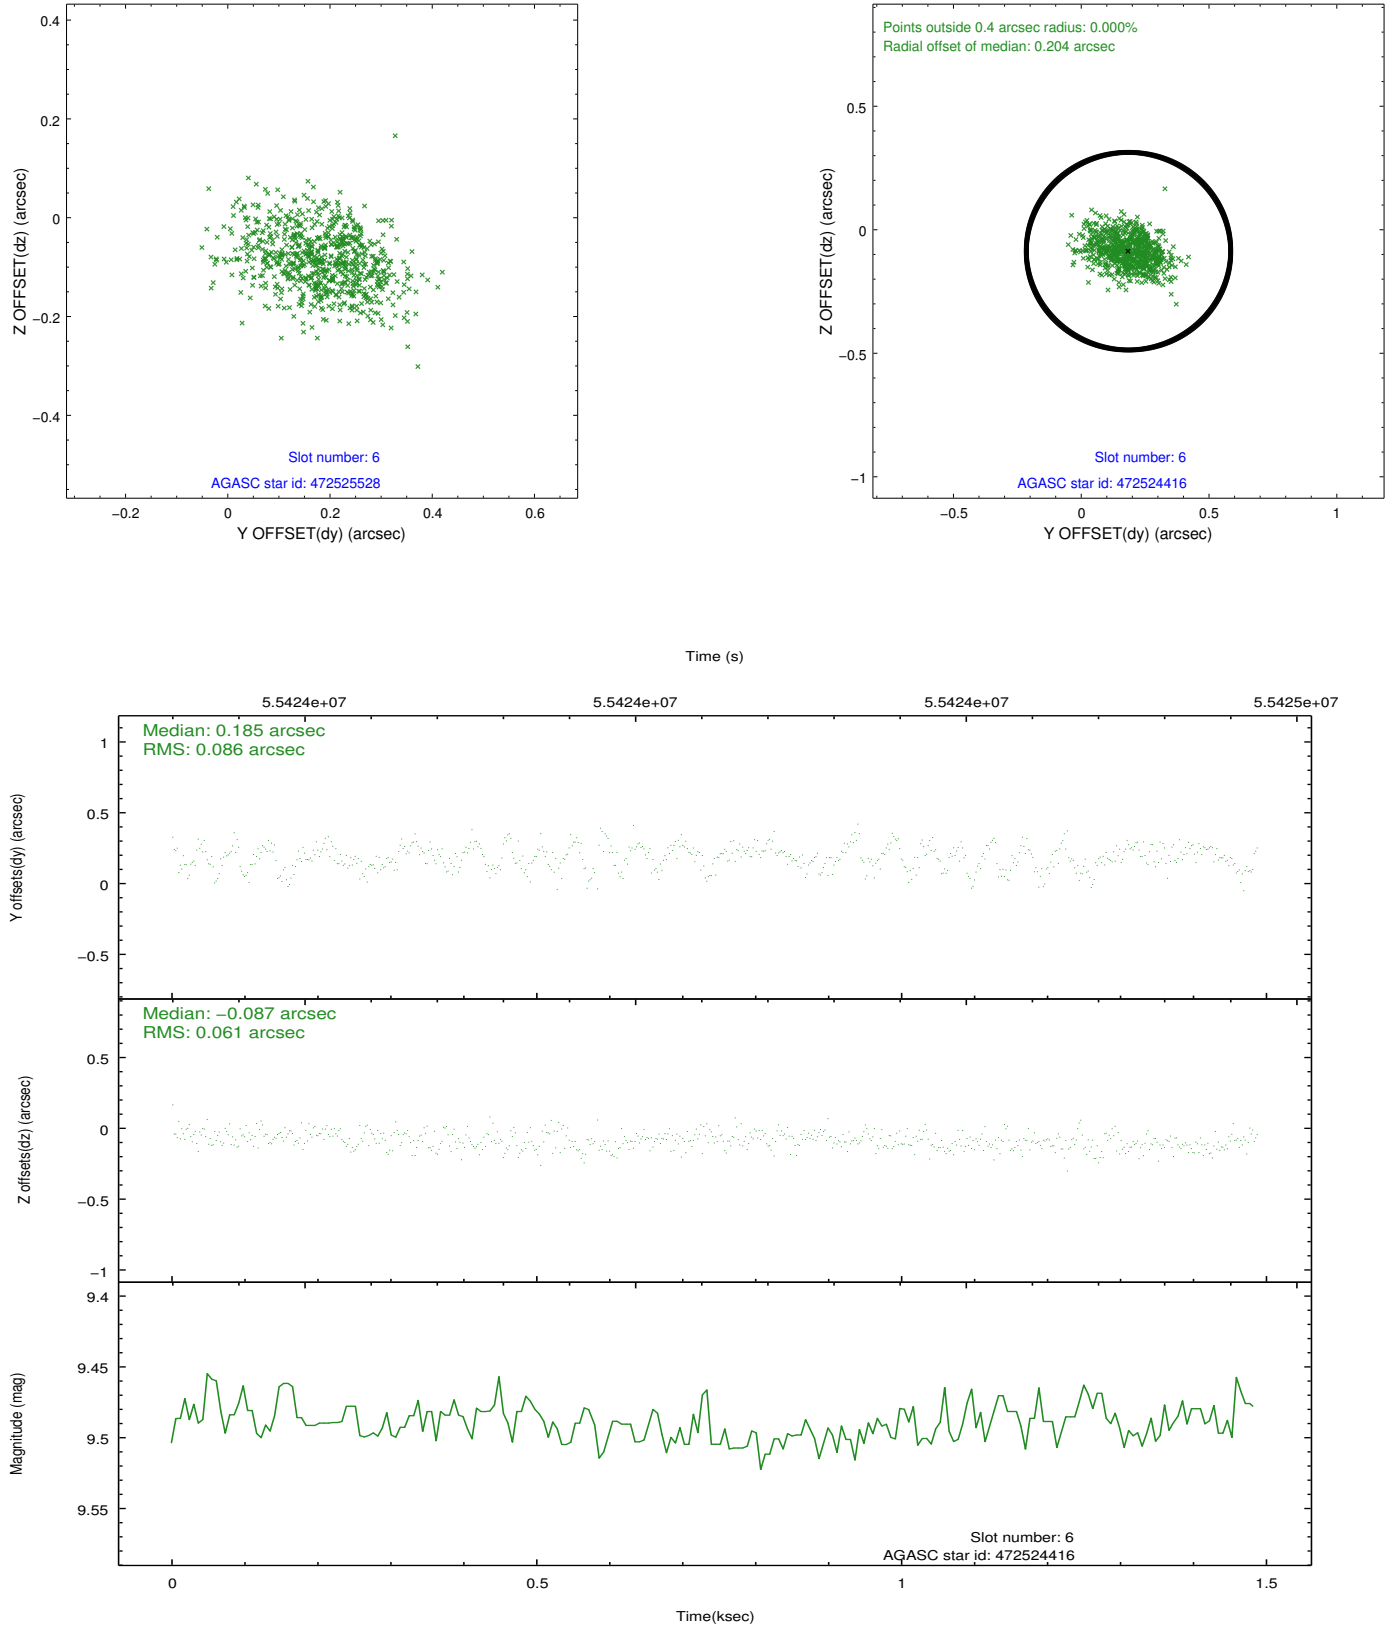 0.4
0.2
0
−0.2
−0.4
Z OFFSET(dz) (arcsec)
Slot number: 6
AGASC star id: 472525528
−0.2
0
0.2
0.4
0.6
Y OFFSET(dy) (arcsec)
Points outside 0.4 arcsec radius: 0.000%
Radial offset of median: 0.204 arcsec
0.5
0
−0.5
−1
Z OFFSET(dz) (arcsec)
Slot number: 6
AGASC star id: 472524416
−0.5
0
0.5
1
Y OFFSET(dy) (arcsec)
Time (s)
5.5424e+07
5.5424e+07
5.5424e+07
5.5425e+07
Median: 0.185 arcsec
RMS: 0.086 arcsec
1
0.5
0
−0.5
Y offsets(dy) (arcsec)
Median: −0.087 arcsec
RMS: 0.061 arcsec
0.5
0
−0.5
−1
Z offsets(dz) (arcsec)
9.4
9.45
9.5
9.55
Magnitude (mag)
Slot number: 6
AGASC star id: 472524416
0
0.5
1
1.5
Time(ksec)